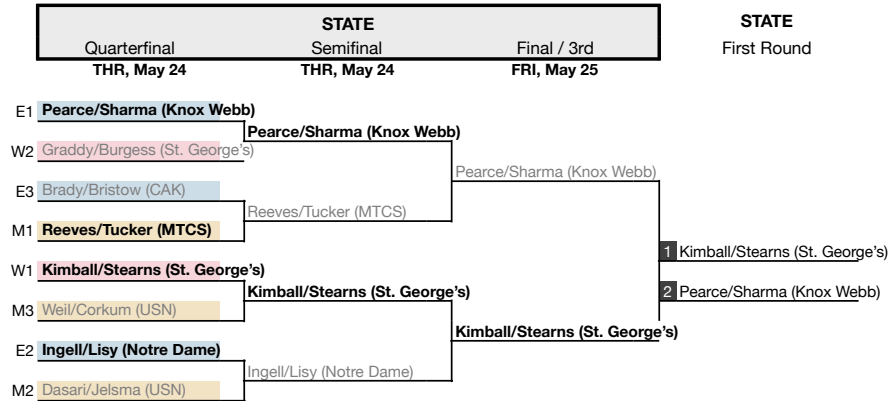 STATE
STATE
Quarterfinal
Semifinal
Final / 3rd
First Round
THR, May 24
THR, May 24
FRI, May 25
E1 Pearce/Sharma (Knox Webb)
Pearce/Sharma (Knox Webb)
W2 Graddy/Burgess (St. George's)
Pearce/Sharma (Knox Webb)
E3 Brady/Bristow (CAK)
Reeves/Tucker (MTCS)
M1 Reeves/Tucker (MTCS)
1 Kimball/Stearns (St. George's)
W1 Kimball/Stearns (St. George's)
Kimball/Stearns (St. George's)
2 Pearce/Sharma (Knox Webb)
M3 Weil/Corkum (USN)
Kimball/Stearns (St. George's)
E2 Ingell/Lisy (Notre Dame)
Ingell/Lisy (Notre Dame)
M2 Dasari/Jelsma (USN)